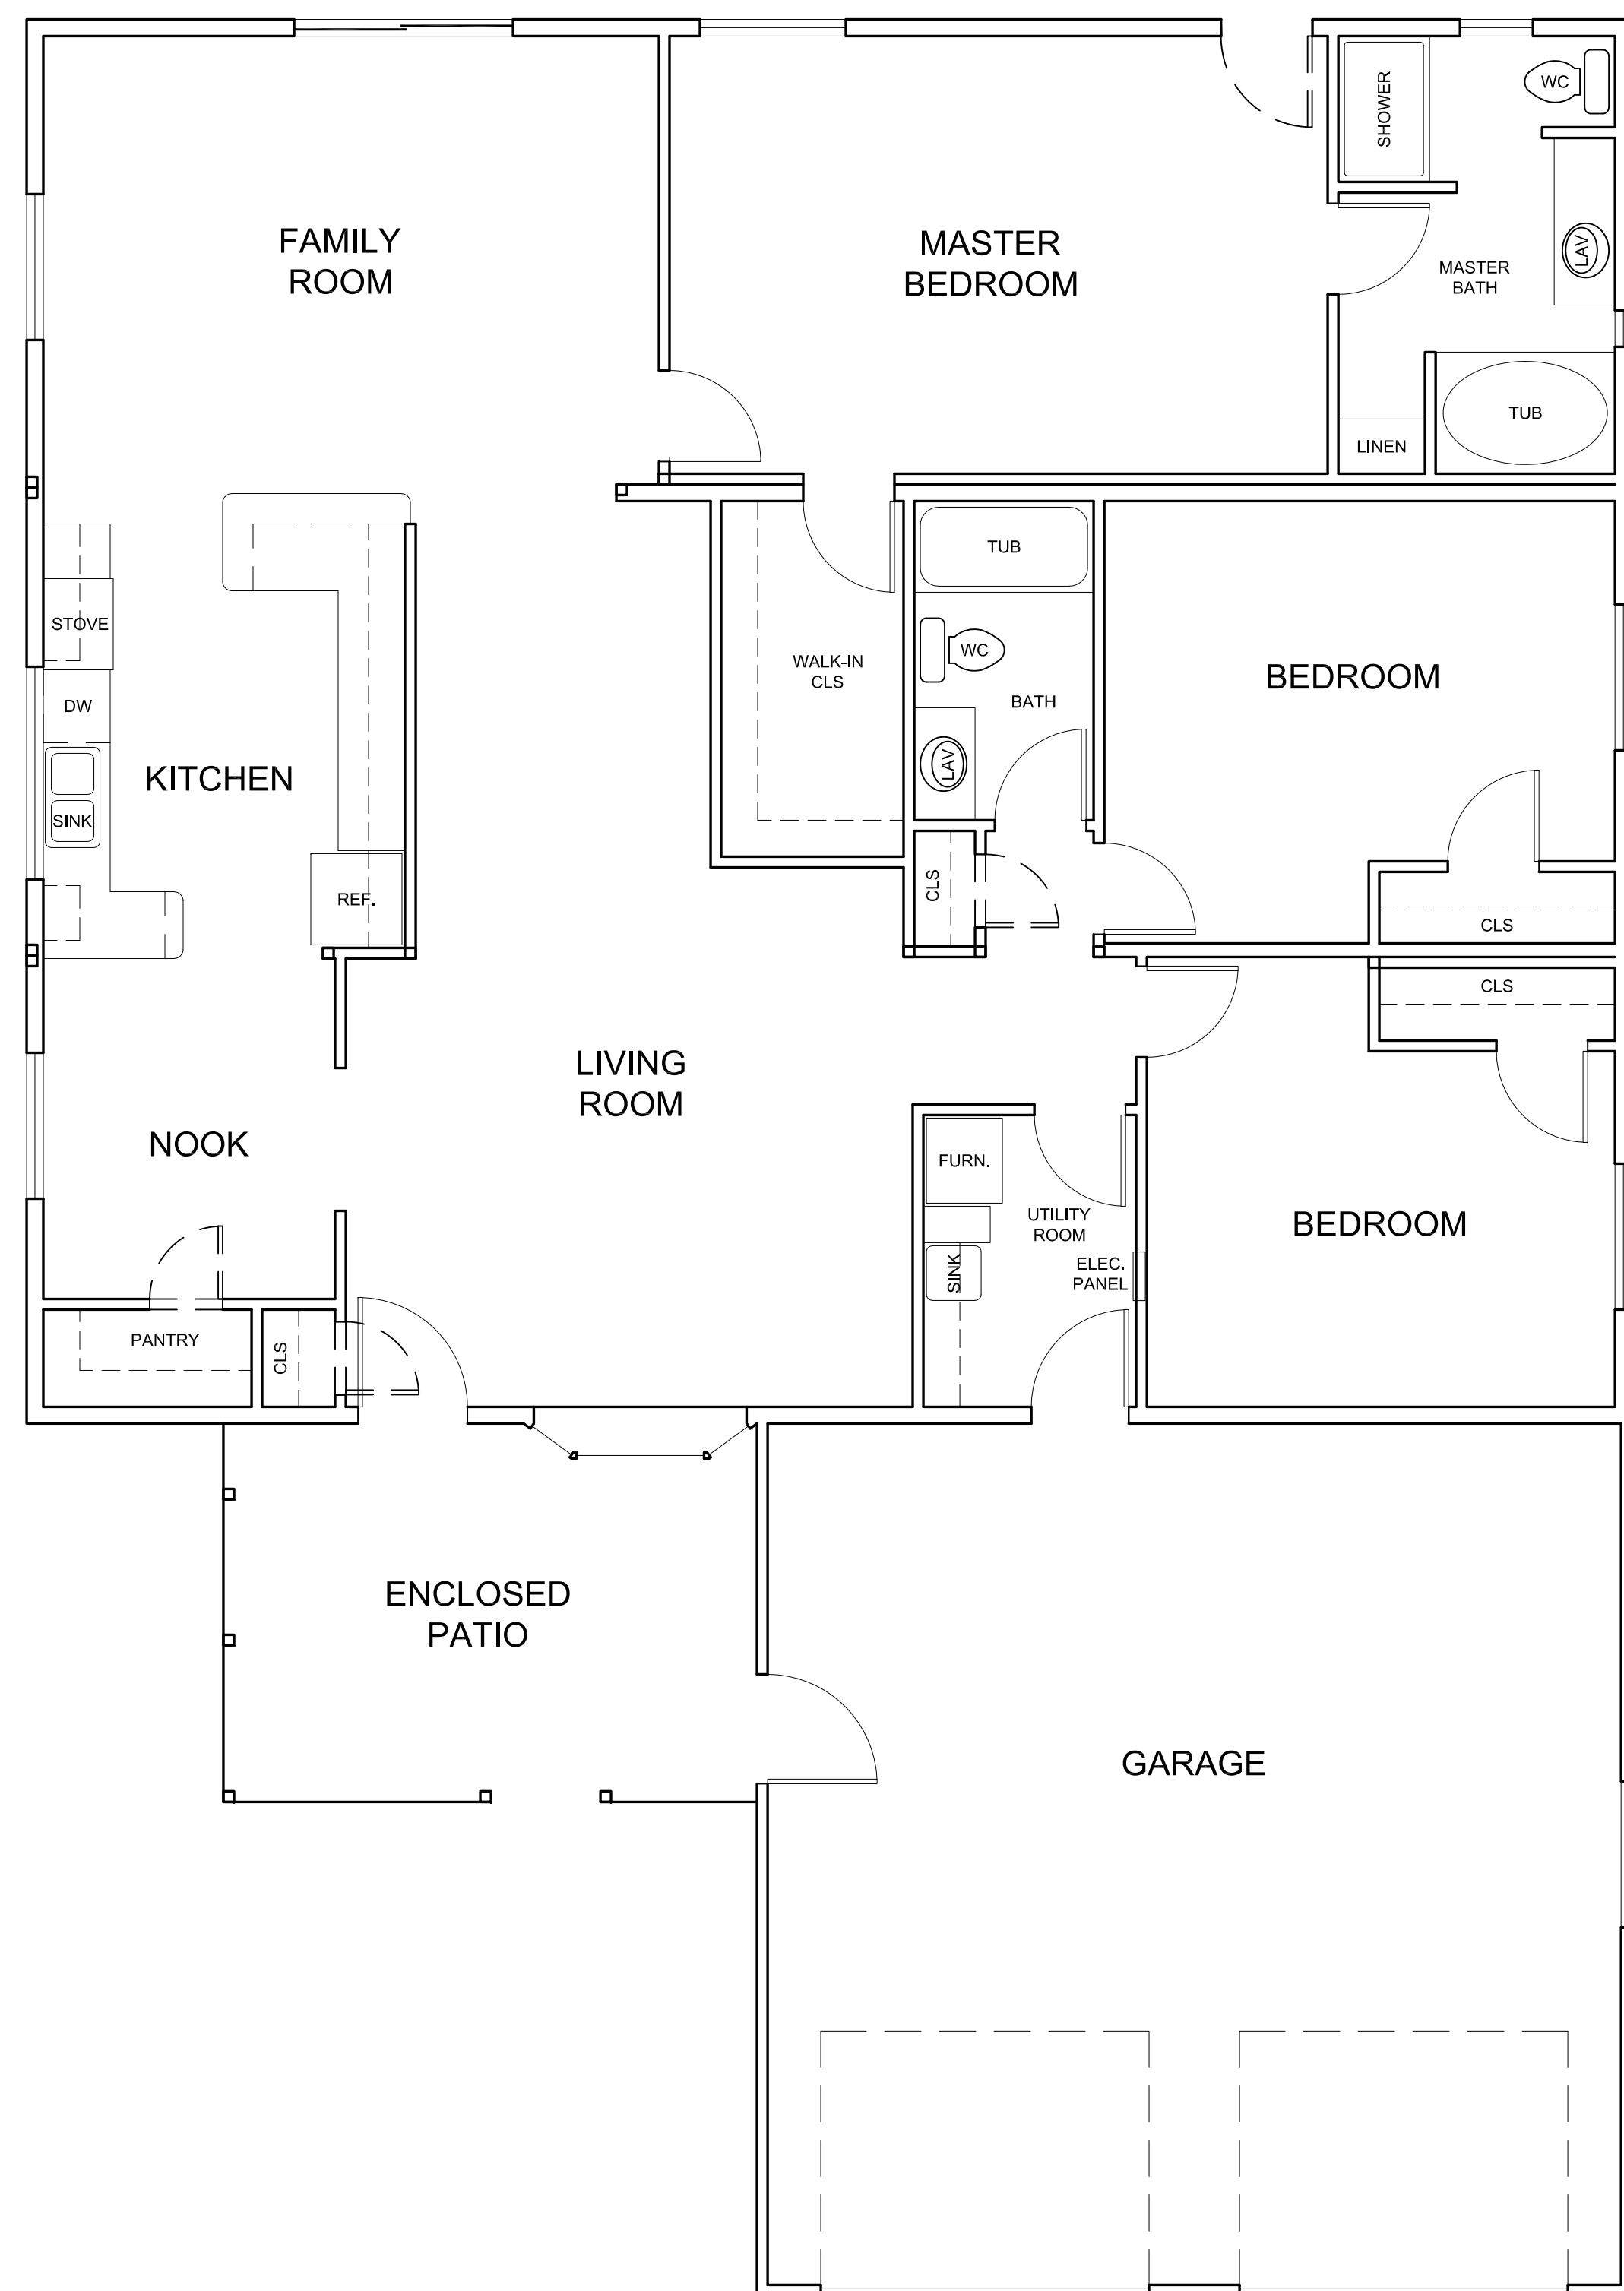 FAMILY
ROOM
MASTER
BEDROOM
SHOWER
WC
LAV
MASTER
BATH
TUB
LINEN
STOVE
DW
SINK
KITCHEN
REF.
WALK-IN
CLS
TUB
WC
BATH
LAV
CLS
BEDROOM
CLS
CLS
LIVING
ROOM
NOOK
PANTRY
CLS
FURN.
UTILITY
ROOM
SINK
ELEC.
PANEL
BEDROOM
ENCLOSED
PATIO
GARAGE